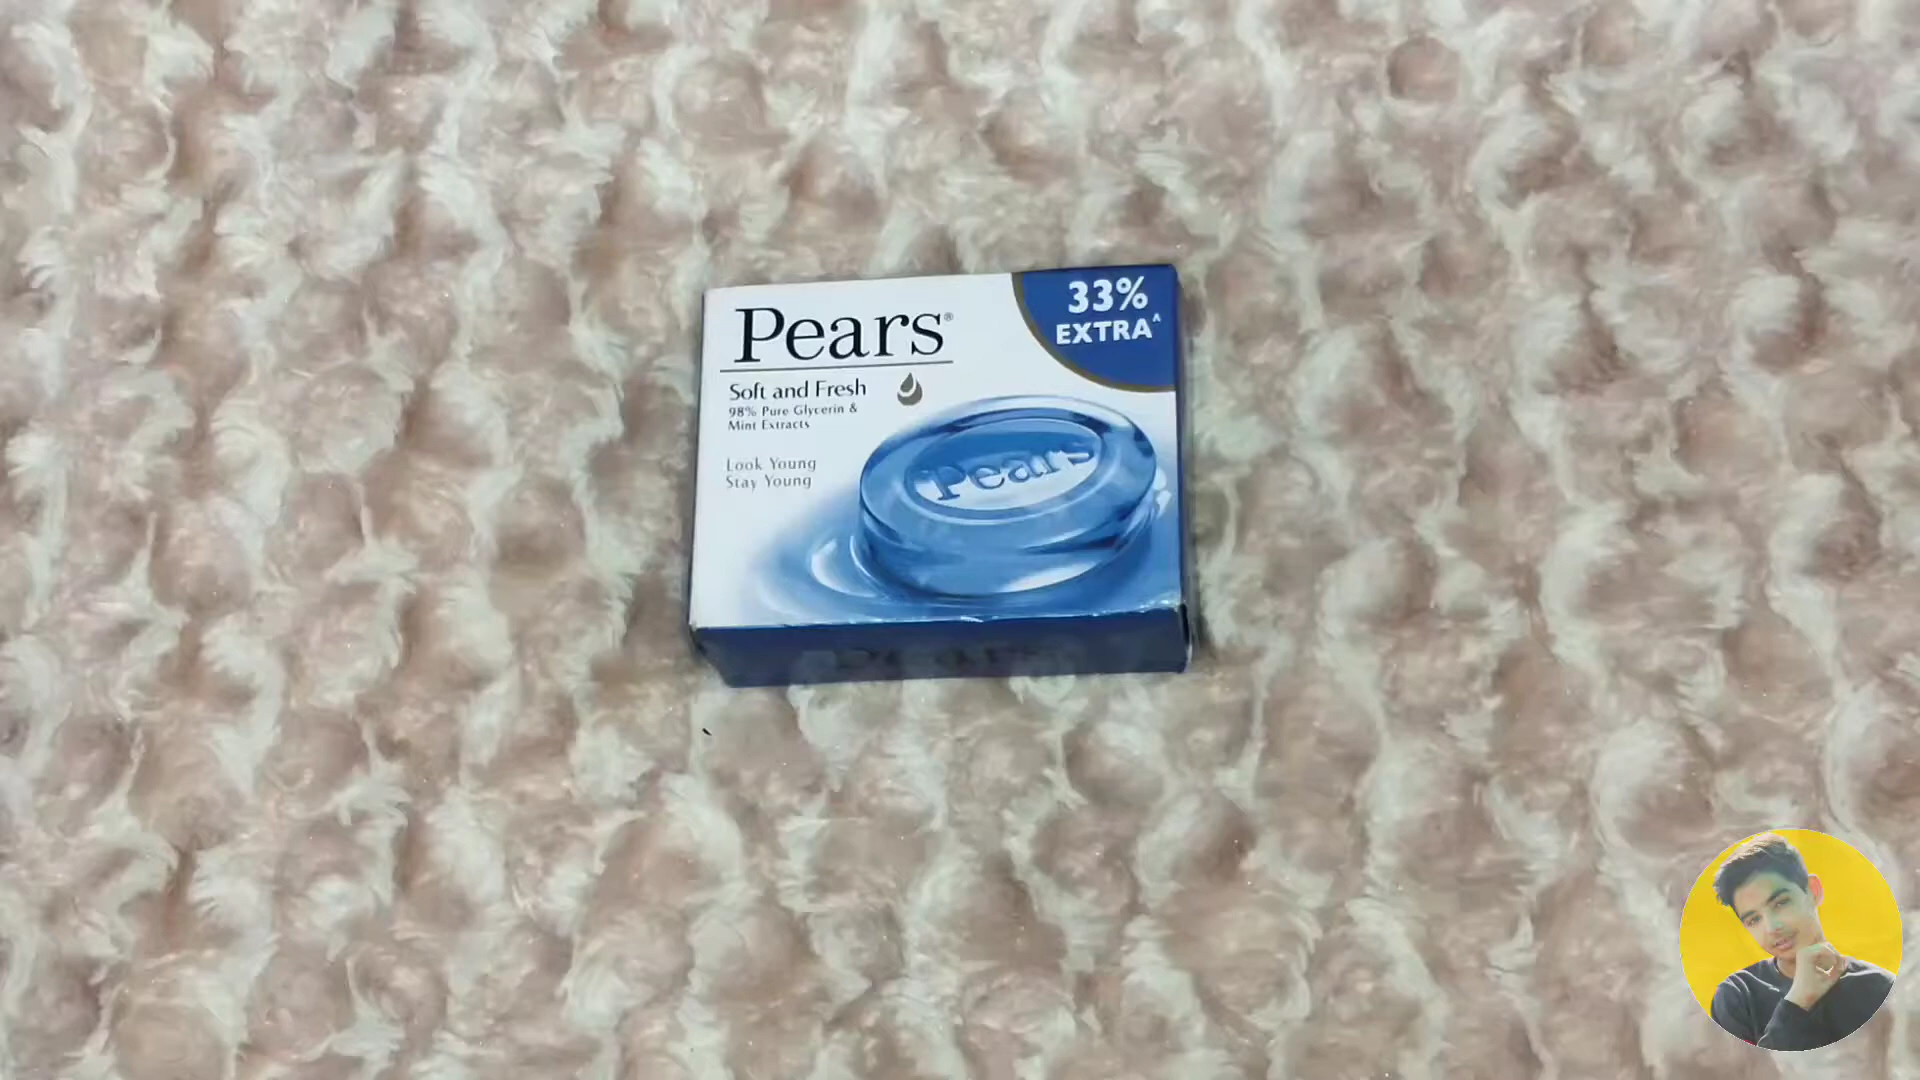 Pears®
33%
EXTRA^
Soft and Fresh
98% Pure Glycerin &
Mint Extracts
Look Young
Stay Young
Pears